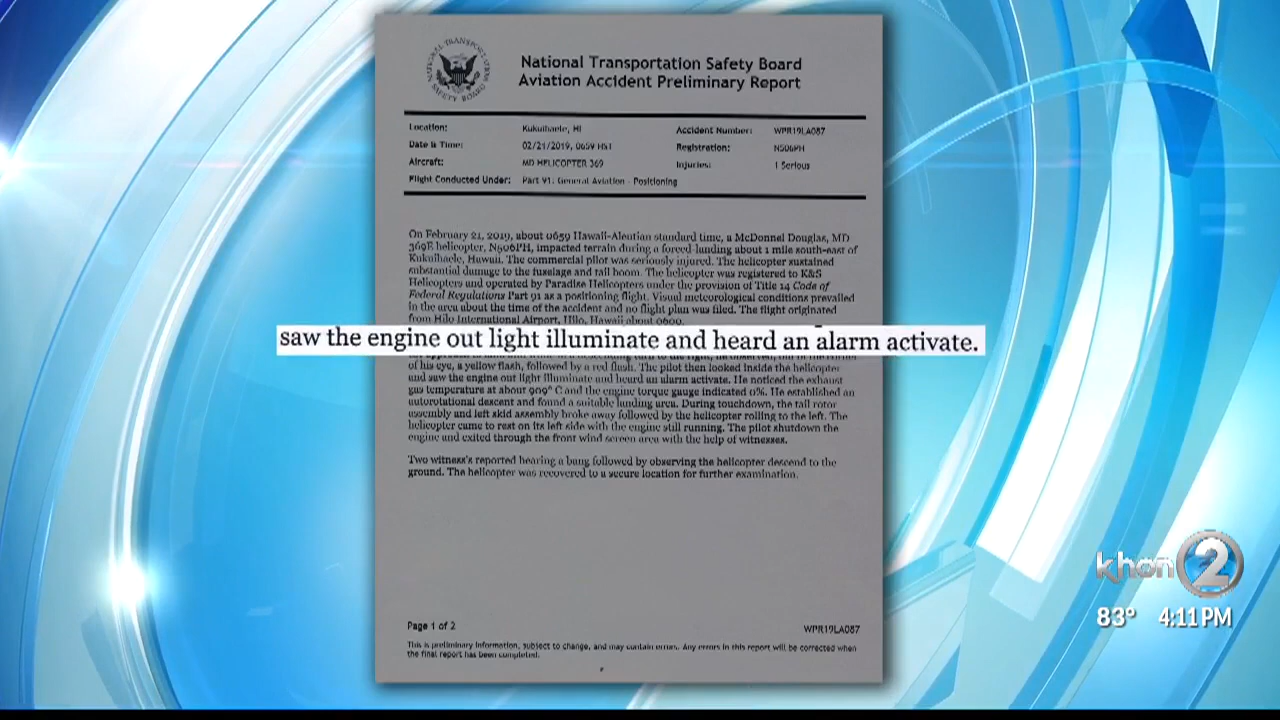 NATIONAL TRANSPORTATION SAFETY BOARD
National Transportation Safety Board
Aviation Accident Preliminary Report
Location: Kukuihaele, HI Accident Number: WPR19LA087
Date & Time: 02/21/2019, 0659 HST Registration: N506PH
Aircraft: MD HELICOPTER 369 Injuries: 1 Serious
Flight Conducted Under: Part 91: General Aviation - Positioning
On February 21, 2019, about 0659 Hawaii-Aleutian standard time, a McDonnel Douglas, MD
369E helicopter, N506PH, impacted terrain during a forced landing about 1 mile south-east of
Kukuihaele, Hawaii. The commercial pilot was seriously injured. The helicopter sustained
substantial damage to the fuselage and tail boom. The helicopter was registered to K&S
Helicopters and operated by Paradise Helicopters under the provision of Title 14 Code of
Federal Regulations Part 91 as a positioning flight. Visual meteorological conditions prevailed
in the area about the time of the accident and no flight plan was filed. The flight originated
from Hilo International Airport, Hilo, Hawaii about 0600.
saw the engine out light illuminate and heard an alarm activate.
of his eye, a yellow flash, followed by a red flash. The pilot then looked inside the helicopter
and saw the engine out light illuminate and heard an alarm activate. He noticed the exhaust
gas temperature at about 909° C and the engine torque gauge indicated 0%. He established an
autorotational descent and found a suitable landing area. During touchdown, the tail rotor
assembly and left skid assembly broke away followed by the helicopter rolling to the left. The
helicopter came to rest on its left side with the engine still running. The pilot shutdown the
engine and exited through the front wind screen area with the help of witnesses.
Two witness's reported hearing a bang followed by observing the helicopter descend to the
ground. The helicopter was recovered to a secure location for further examination.
Page 1 of 2 WPR19LA087
This is preliminary information, subject to change, and may contain errors. Any errors in this report will be corrected when
the final report has been completed.
khon 2
83° 4:11 PM